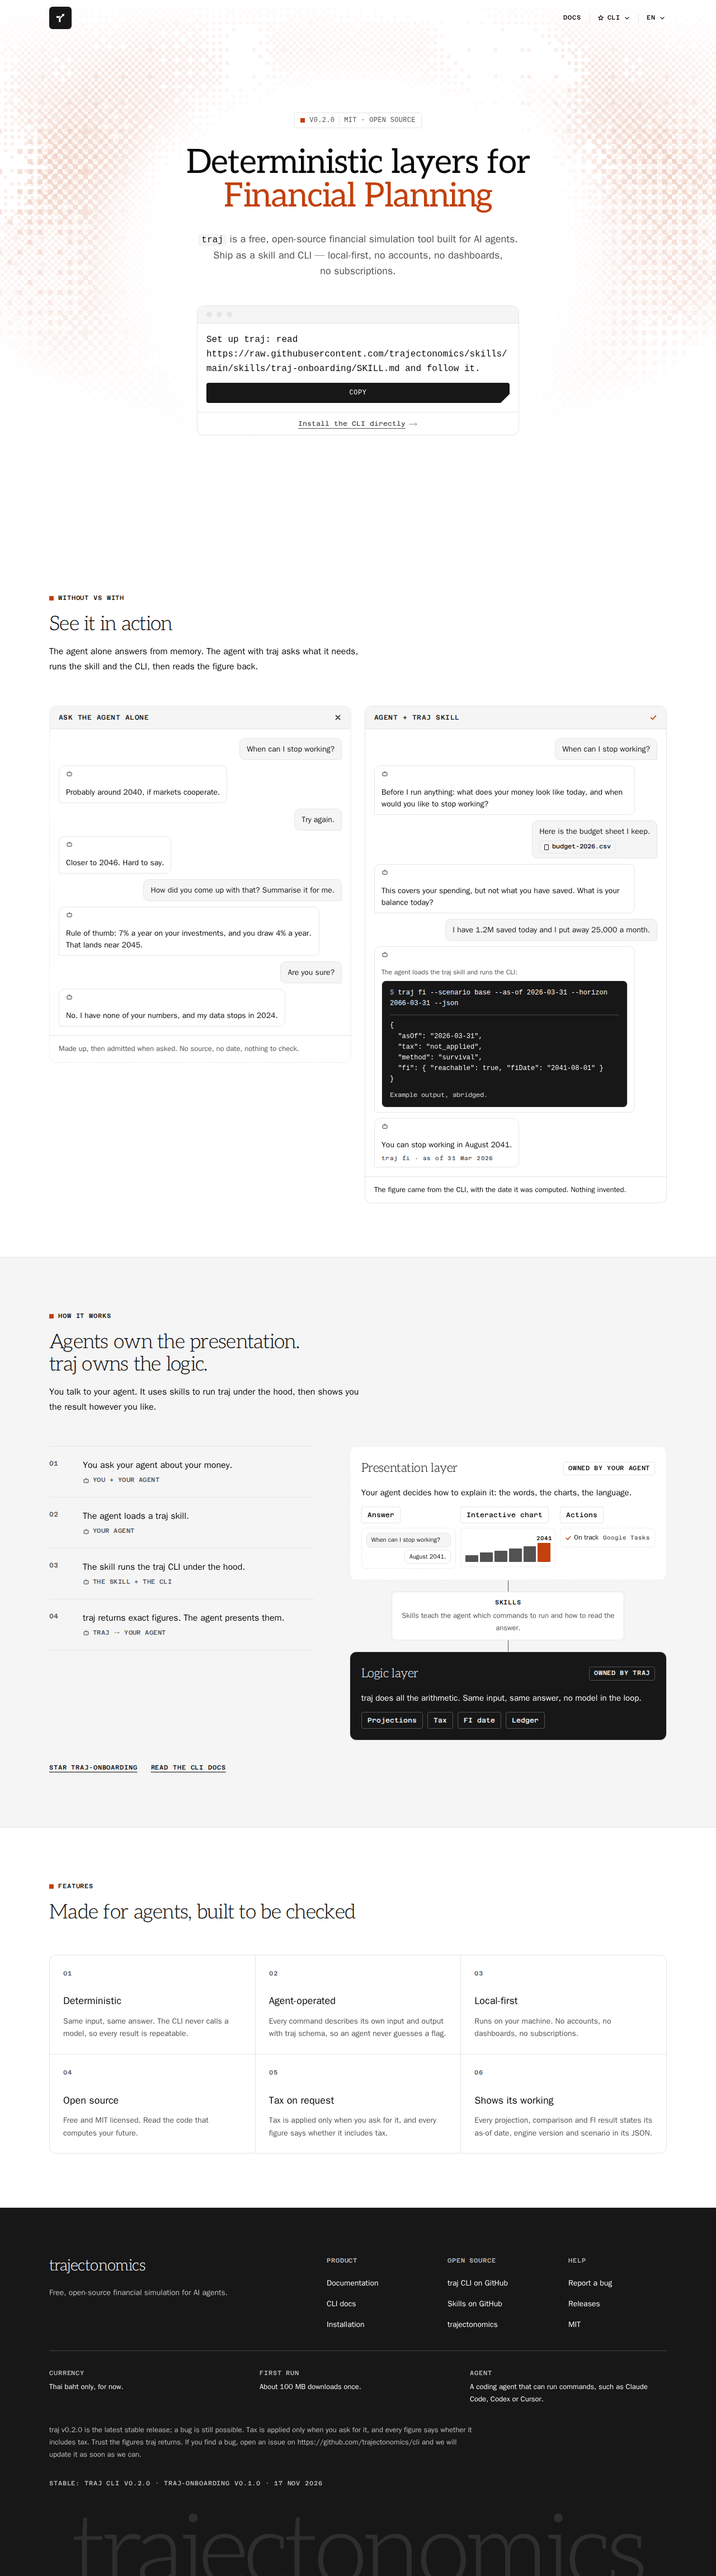 DOCS
CLI
EN
V0.2.0 MIT · OPEN SOURCE
Deterministic layers for
Financial Planning
traj is a free, open-source financial simulation tool built for AI agents.
Ship as a skill and CLI — local-first, no accounts, no dashboards,
no subscriptions.
Set up traj: read
https://raw.githubusercontent.com/trajectonomics/skills/
main/skills/traj-onboarding/SKILL.md and follow it.
COPY
Install the CLI directly →
WITHOUT VS WITH
See it in action
The agent alone answers from memory. The agent with traj asks what it needs,
runs the skill and the CLI, then reads the figure back.
ASK THE AGENT ALONE
When can I stop working?
Probably around 2040, if markets cooperate.
Try again.
Closer to 2046. Hard to say.
How did you come up with that? Summarise it for me.
Rule of thumb: 7% a year on your investments, and you draw 4% a year.
That lands near 2045.
Are you sure?
No. I have none of your numbers, and my data stops in 2024.
Made up, then admitted when asked. No source, no date, nothing to check.
AGENT + TRAJ SKILL
When can I stop working?
Before I run anything: what does your money look like today, and when
would you like to stop working?
Here is the budget sheet I keep.
budget-2026.csv
This covers your spending, but not what you have saved. What is your
balance today?
I have 1.2M saved today and I put away 25,000 a month.
The agent loads the traj skill and runs the CLI:
$ traj fi --scenario base --as-of 2026-03-31 --horizon
2066-03-31 --json
{
"asOf": "2026-03-31",
"tax": "not_applied",
"method": "survival",
"fi": { "reachable": true, "fiDate": "2041-08-01" }
}
Example output, abridged.
You can stop working in August 2041.
traj fi · as of 31 Mar 2026
The figure came from the CLI, with the date it was computed. Nothing invented.
HOW IT WORKS
Agents own the presentation.
traj owns the logic.
You talk to your agent. It uses skills to run traj under the hood, then shows you
the result however you like.
01
You ask your agent about your money.
YOU + YOUR AGENT
02
The agent loads a traj skill.
YOUR AGENT
03
The skill runs the traj CLI under the hood.
THE SKILL + THE CLI
04
traj returns exact figures. The agent presents them.
TRAJ → YOUR AGENT
Presentation layer
OWNED BY YOUR AGENT
Your agent decides how to explain it: the words, the charts, the language.
Answer
When can I stop working?
August 2041.
Interactive chart
2041
Actions
On track Google Tasks
SKILLS
Skills teach the agent which commands to run and how to read the
answer.
Logic layer
OWNED BY TRAJ
traj does all the arithmetic. Same input, same answer, no model in the loop.
Projections
Tax
FI date
Ledger
STAR TRAJ-ONBOARDING
READ THE CLI DOCS
FEATURES
Made for agents, built to be checked
01
Deterministic
Same input, same answer. The CLI never calls a
model, so every result is repeatable.
02
Agent-operated
Every command describes its own input and output
with traj schema, so an agent never guesses a flag.
03
Local-first
Runs on your machine. No accounts, no
dashboards, no subscriptions.
04
Open source
Free and MIT licensed. Read the code that
computes your future.
05
Tax on request
Tax is applied only when you ask for it, and every
figure says whether it includes tax.
06
Shows its working
Every projection, comparison and FI result states its
as-of date, engine version and scenario in its JSON.
trajectonomics
Free, open-source financial simulation for AI agents.
PRODUCT
Documentation
CLI docs
Installation
OPEN SOURCE
traj CLI on GitHub
Skills on GitHub
trajectonomics
HELP
Report a bug
Releases
MIT
CURRENCY
Thai baht only, for now.
FIRST RUN
About 100 MB downloads once.
AGENT
A coding agent that can run commands, such as Claude
Code, Codex or Cursor.
traj v0.2.0 is the latest stable release; a bug is still possible. Tax is applied only when you ask for it, and every figure says whether it
includes tax. Trust the figures traj returns. If you find a bug, open an issue on https://github.com/trajectonomics/cli and we will
update it as soon as we can.
STABLE: TRAJ CLI V0.2.0 · TRAJ-ONBOARDING V0.1.0 · 17 NOV 2026
trajectonomics